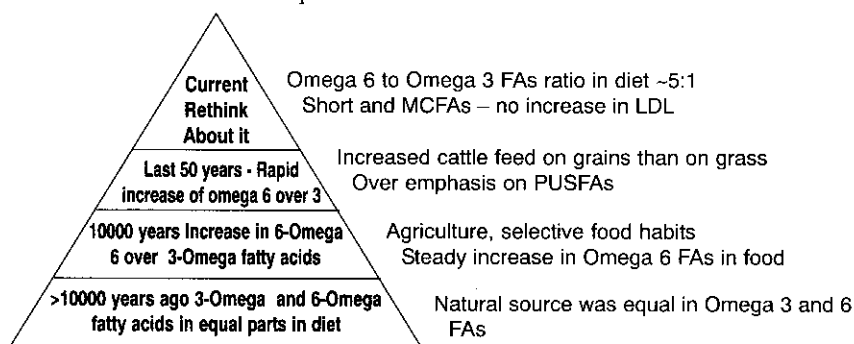 Current
Rethink
About it
Omega 6 to Omega 3 FAs ratio in diet ~5:1
Short and MCFAs – no increase in LDL
Last 50 years - Rapid
increase of omega 6 over 3
Increased cattle feed on grains than on grass
Over emphasis on PUSFAs
10000 years Increase in 6-Omega
6 over 3-Omega fatty acids
Agriculture, selective food habits
Steady increase in Omega 6 FAs in food
>10000 years ago 3-Omega and 6-Omega
fatty acids in equal parts in diet
Natural source was equal in Omega 3 and 6
FAs